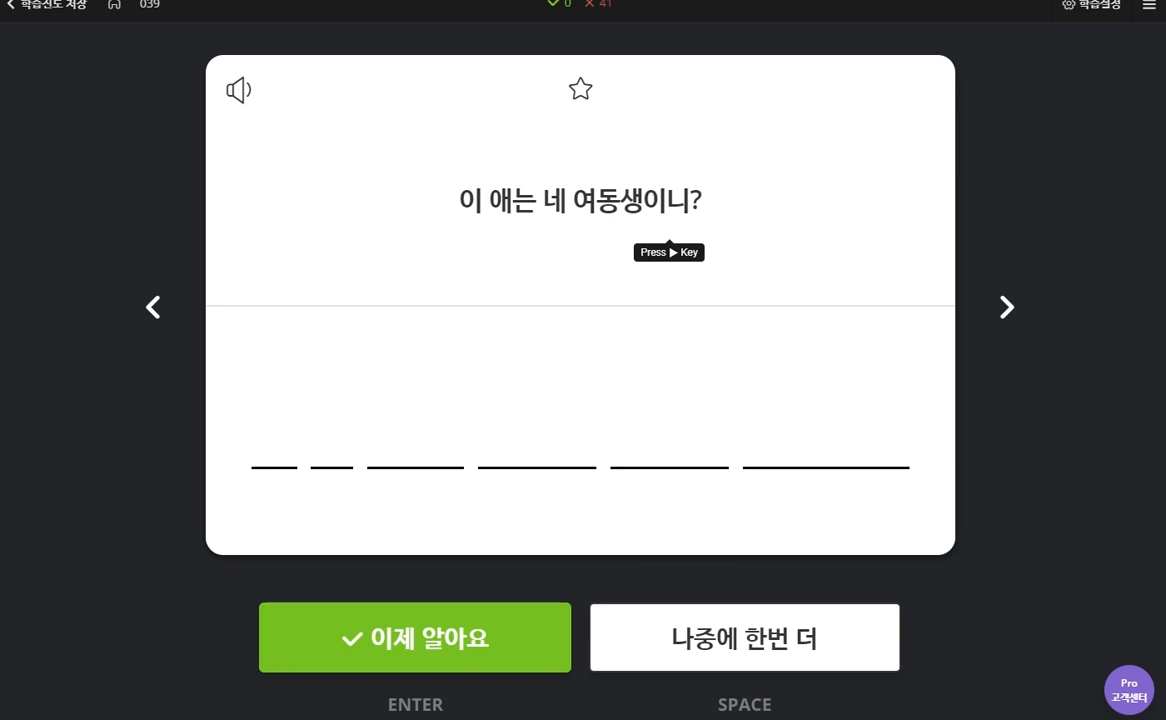 학습진도 저장 039 0 41 학습설정
이 애는 네 여동생이니?
Press ▶ Key
이제 알아요 나중에 한번 더
ENTER SPACE
Pro
고객센터